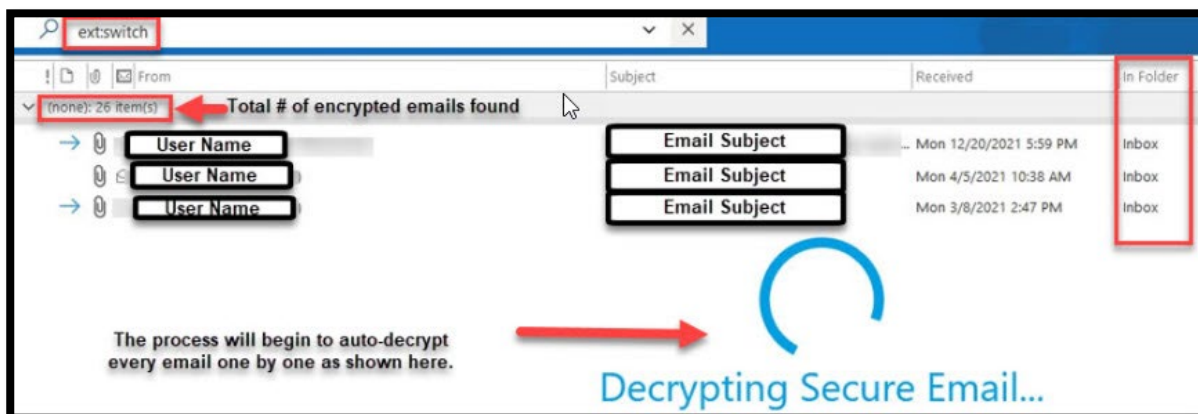 ext:switch
! From Subject Received In Folder
(none): 26 item(s) Total # of encrypted emails found
User Name Email Subject ... Mon 12/20/2021 5:59 PM Inbox
User Name Email Subject Mon 4/5/2021 10:38 AM Inbox
User Name Email Subject Mon 3/8/2021 2:47 PM Inbox
The process will begin to auto-decrypt
every email one by one as shown here.
Decrypting Secure Email...